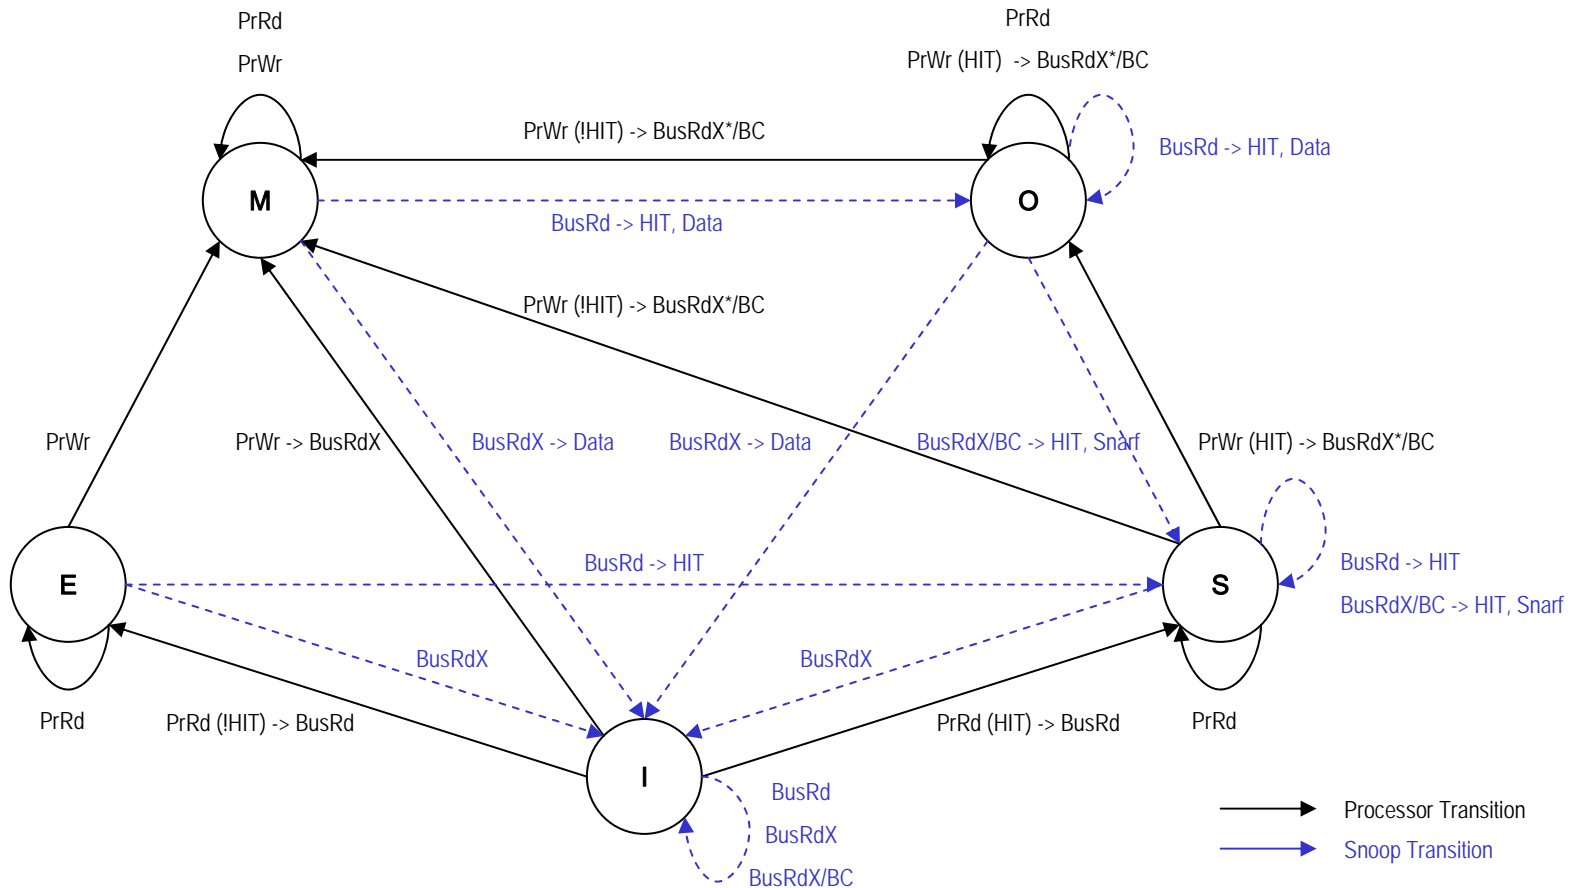 PrRd
PrWr
PrRd
PrWr (HIT) -> BusRdX*/BC
PrWr (!HIT) -> BusRdX*/BC
BusRd -> HIT, Data
M
O
BusRd -> HIT, Data
PrWr (!HIT) -> BusRdX*/BC
PrWr
PrWr -> BusRdX
BusRdX -> Data
BusRdX -> Data
BusRdX/BC -> HIT, Snarf
PrWr (HIT) -> BusRdX*/BC
BusRd -> HIT
E
S
BusRd -> HIT
BusRdX/BC -> HIT, Snarf
BusRdX
BusRdX
PrRd
PrRd (!HIT) -> BusRd
PrRd (HIT) -> BusRd
PrRd
I
BusRd
BusRdX
BusRdX/BC
Processor Transition
Snoop Transition